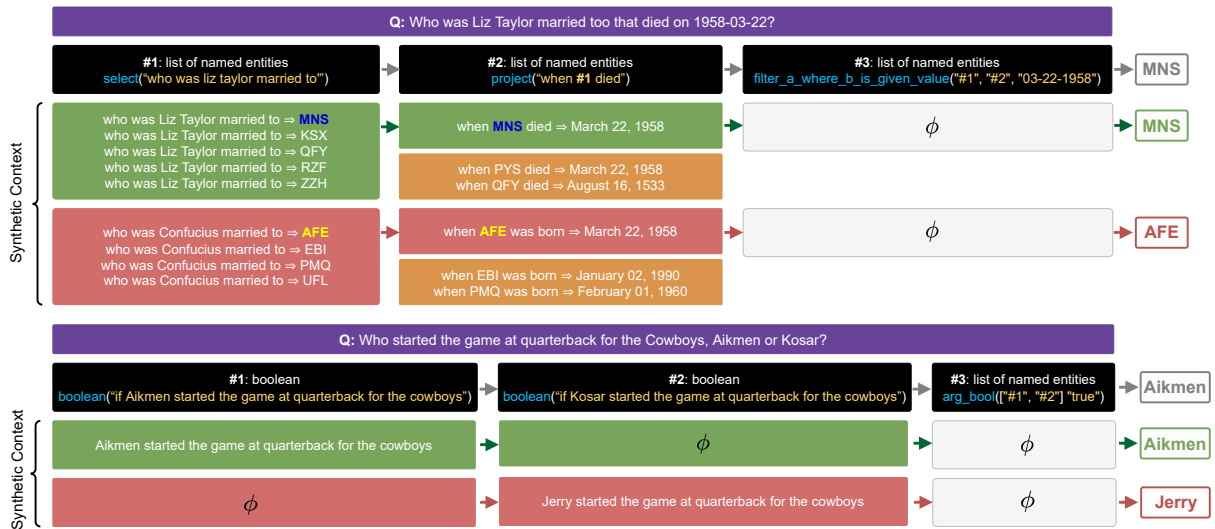 Q: Who was Liz Taylor married too that died on 1958-03-22?
#1: list of named entities
select(“who was liz taylor married to'”)
#2: list of named entities
project(“when #1 died”)
#3: list of named entities
filter_a_where_b_is_given_value("#1", "#2", "03-22-1958")
MNS
Synthetic Context
who was Liz Taylor married to ⇒ MNS
who was Liz Taylor married to ⇒ KSX
who was Liz Taylor married to ⇒ QFY
who was Liz Taylor married to ⇒ RZF
who was Liz Taylor married to ⇒ ZZH
when MNS died ⇒ March 22, 1958
when PYS died ⇒ March 22, 1958
when QFY died ⇒ August 16, 1533
ϕ
MNS
who was Confucius married to ⇒ AFE
who was Confucius married to ⇒ EBI
who was Confucius married to ⇒ PMQ
who was Confucius married to ⇒ UFL
when AFE was born ⇒ March 22, 1958
when EBI was born ⇒ January 02, 1990
when PMQ was born ⇒ February 01, 1960
ϕ
AFE
Q: Who started the game at quarterback for the Cowboys, Aikmen or Kosar?
#1: boolean
boolean(“if Aikmen started the game at quarterback for the cowboys”)
#2: boolean
boolean(“if Kosar started the game at quarterback for the cowboys”)
#3: list of named entities
arg_bool(["#1", "#2"] "true")
Aikmen
Synthetic Context
Aikmen started the game at quarterback for the cowboys
ϕ
ϕ
Aikmen
ϕ
Jerry started the game at quarterback for the cowboys
ϕ
Jerry